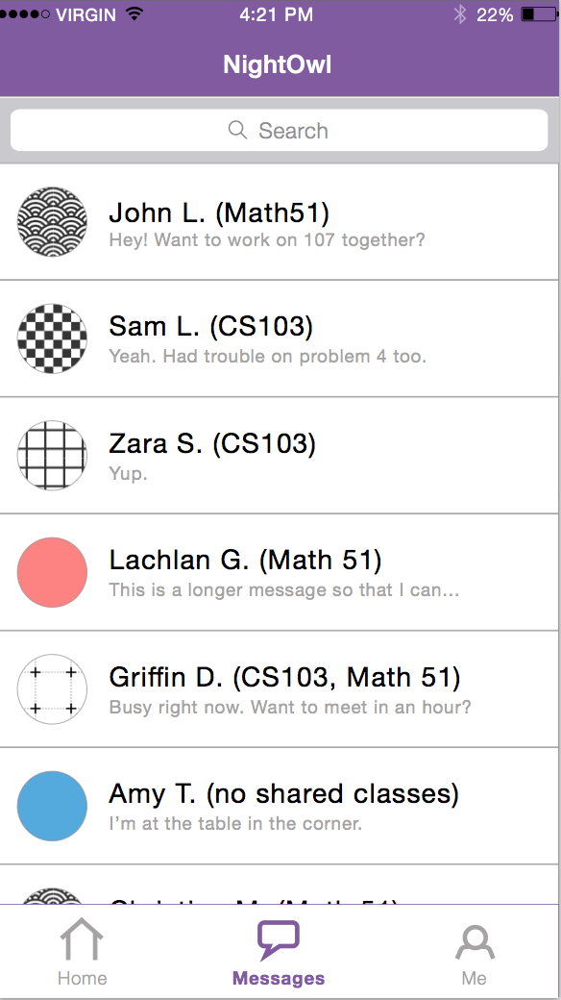 VIRGIN 4:21 PM 22%
NightOwl
Search
John L. (Math51)
Hey! Want to work on 107 together?
Sam L. (CS103)
Yeah. Had trouble on problem 4 too.
Zara S. (CS103)
Yup.
Lachlan G. (Math 51)
This is a longer message so that I can...
Griffin D. (CS103, Math 51)
Busy right now. Want to meet in an hour?
Amy T. (no shared classes)
I'm at the table in the corner.
Home Messages Me